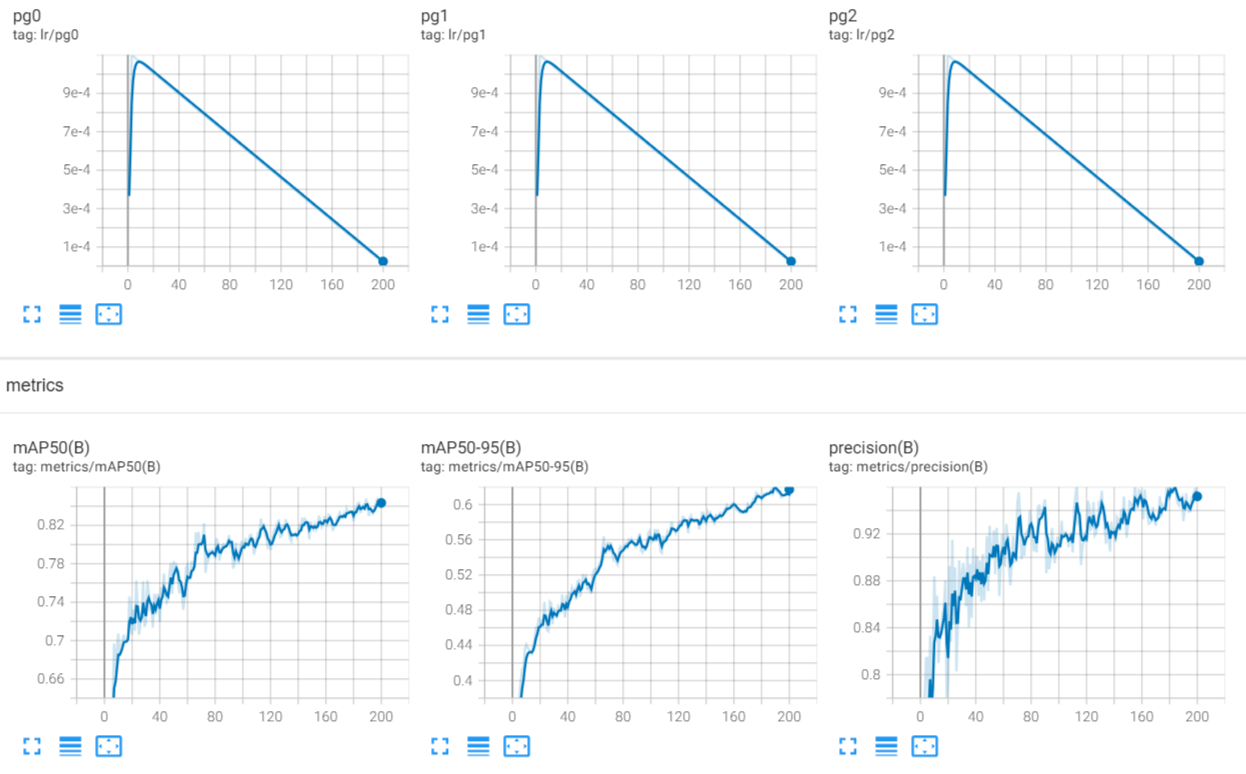 pg0
tag: lr/pg0
9e-4
7e-4
5e-4
3e-4
1e-4
0 40 80 120 160 200
pg1
tag: lr/pg1
9e-4
7e-4
5e-4
3e-4
1e-4
0 40 80 120 160 200
pg2
tag: lr/pg2
9e-4
7e-4
5e-4
3e-4
1e-4
0 40 80 120 160 200
metrics
mAP50(B)
tag: metrics/mAP50(B)
0.82
0.78
0.74
0.7
0.66
0 40 80 120 160 200
mAP50-95(B)
tag: metrics/mAP50-95(B)
0.6
0.56
0.52
0.48
0.44
0.4
0 40 80 120 160 200
precision(B)
tag: metrics/precision(B)
0.92
0.88
0.84
0.8
0 40 80 120 160 200